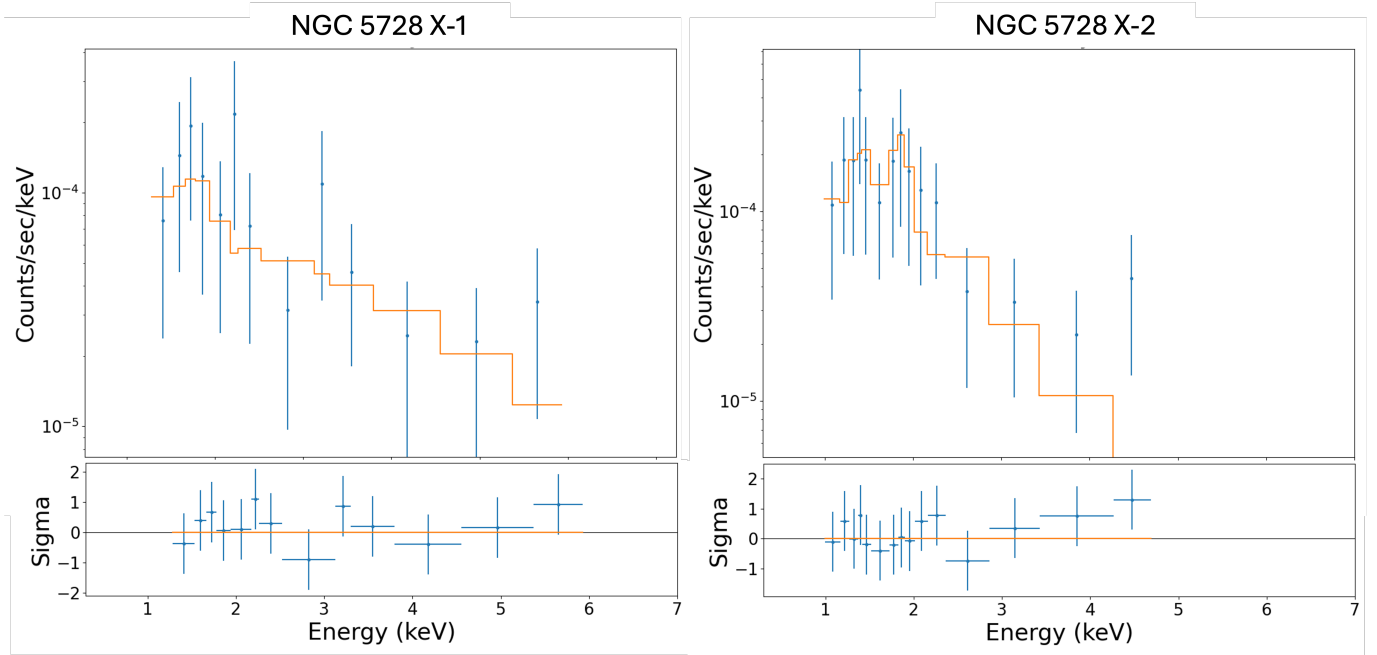 NGC 5728 X-1
Counts/sec/keV
10⁻⁴
10⁻⁵
Sigma
2
1
0
−1
−2
1 2 3 4 5 6 7
Energy (keV)
NGC 5728 X-2
Counts/sec/keV
10⁻⁴
10⁻⁵
Sigma
2
1
0
−1
1 2 3 4 5 6 7
Energy (keV)